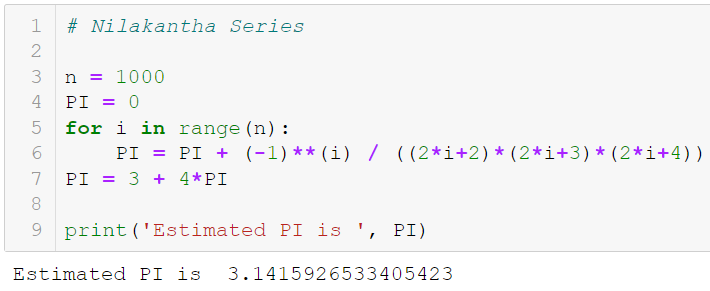 1 # Nilakantha Series
2
3 n = 1000
4 PI = 0
5 for i in range(n):
6     PI = PI + (-1)**(i) / ((2*i+2)*(2*i+3)*(2*i+4))
7 PI = 3 + 4*PI
8
9 print('Estimated PI is ', PI)
Estimated PI is  3.1415926533405423